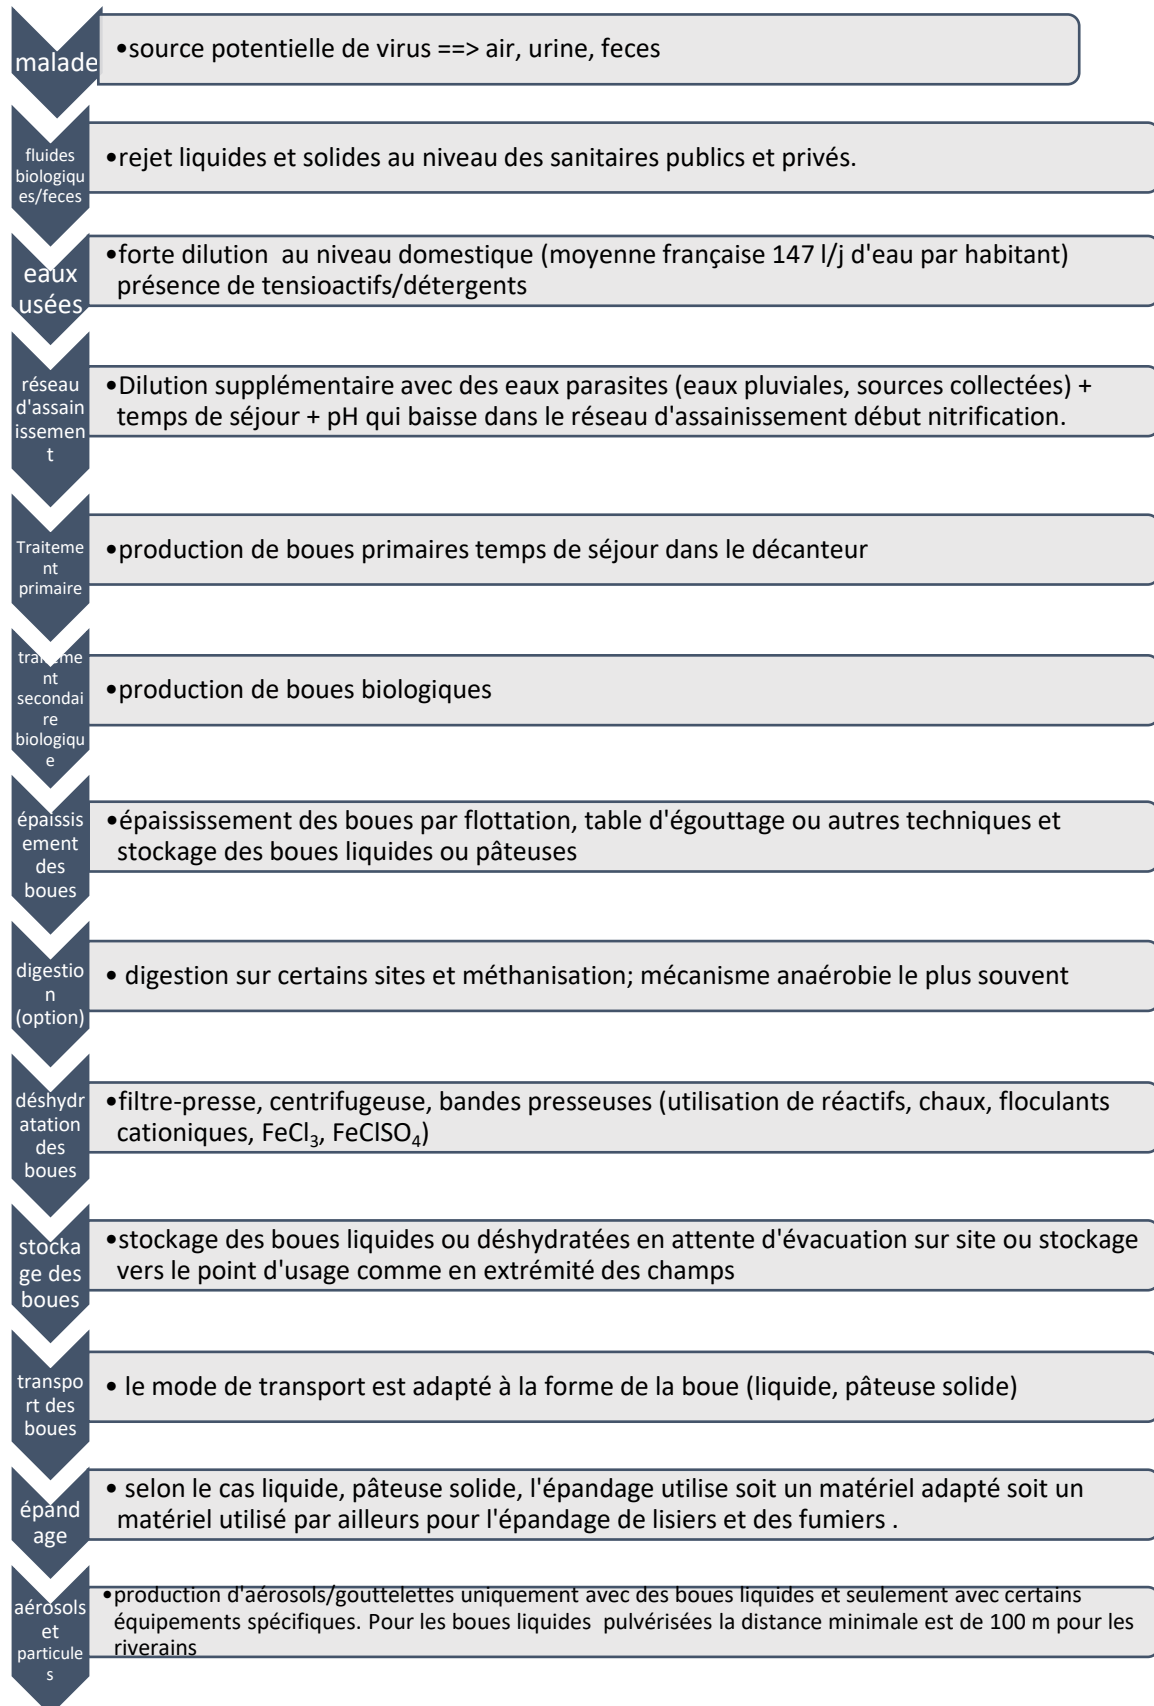 malade
•source potentielle de virus ==> air, urine, feces
fluides
biologiqu
es/feces
•rejet liquides et solides au niveau des sanitaires publics et privés.
eaux
usées
•forte dilution  au niveau domestique (moyenne française 147 l/j d'eau par habitant)
présence de tensioactifs/détergents
réseau
d'assain
issemen
t
•Dilution supplémentaire avec des eaux parasites (eaux pluviales, sources collectées) +
temps de séjour + pH qui baisse dans le réseau d'assainissement début nitrification.
Traiteme
nt
primaire
•production de boues primaires temps de séjour dans le décanteur
traiteme
nt
secondai
re
biologiqu
e
•production de boues biologiques
épaissis
ement
des
boues
•épaississement des boues par flottation, table d'égouttage ou autres techniques et
stockage des boues liquides ou pâteuses
digestio
n
(option)
• digestion sur certains sites et méthanisation; mécanisme anaérobie le plus souvent
déshydr
atation
des
boues
•filtre-presse, centrifugeuse, bandes presseuses (utilisation de réactifs, chaux, floculants
cationiques, FeCl₃, FeClSO₄)
stocka
ge des
boues
•stockage des boues liquides ou déshydratées en attente d'évacuation sur site ou stockage
vers le point d'usage comme en extrémité des champs
transpo
rt des
boues
• le mode de transport est adapté à la forme de la boue (liquide, pâteuse solide)
épand
age
• selon le cas liquide, pâteuse solide, l'épandage utilise soit un matériel adapté soit un
matériel utilisé par ailleurs pour l'épandage de lisiers et des fumiers .
aérosols
et
particule
s
•production d'aérosols/gouttelettes uniquement avec des boues liquides et seulement avec certains
équipements spécifiques. Pour les boues liquides  pulvérisées la distance minimale est de 100 m pour les
riverains